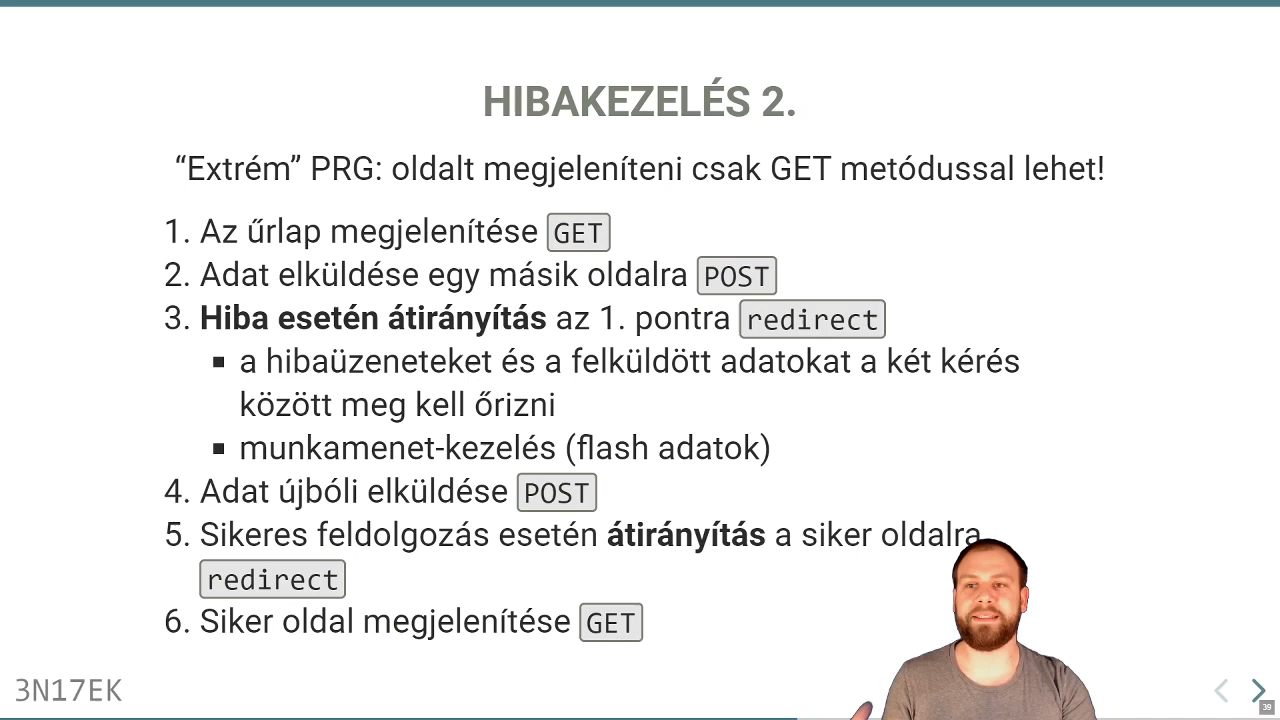 HIBAKEZELÉS 2.
“Extrém” PRG: oldalt megjeleníteni csak GET metódussal lehet!
1. Az űrlap megjelenítése GET
2. Adat elküldése egy másik oldalra POST
3. Hiba esetén átirányítás az 1. pontra redirect
▪ a hibaüzeneteket és a felküldött adatokat a két kérés
között meg kell őrizni
▪ munkamenet-kezelés (flash adatok)
4. Adat újbóli elküldése POST
5. Sikeres feldolgozás esetén átirányítás a siker oldalra
redirect
6. Siker oldal megjelenítése GET
3N17EK
39